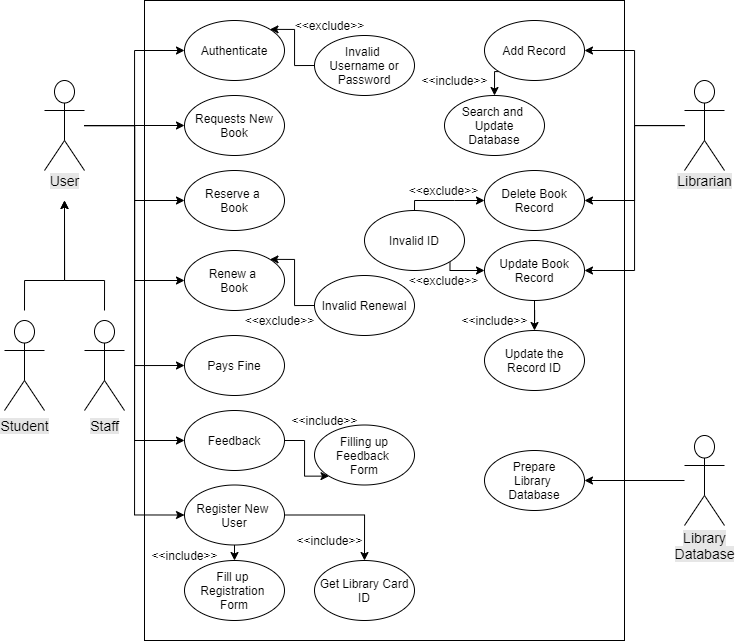 <<exclude>>
Authenticate
Invalid
Username or
Password
Add Record
<<include>>
Search and
Update
Database
Requests New
Book
User
Librarian
Reserve a
Book
<<exclude>>
Delete Book
Record
Invalid ID
Renew a
Book
Update Book
Record
<<exclude>>
Invalid Renewal
<<exclude>>
<<include>>
Update the
Record ID
Pays Fine
Student
Staff
Feedback
<<include>>
Filling up
Feedback
Form
Prepare
Library
Database
Register New
User
<<include>>
<<include>>
Library
Database
Fill up
Registration
Form
Get Library Card
ID